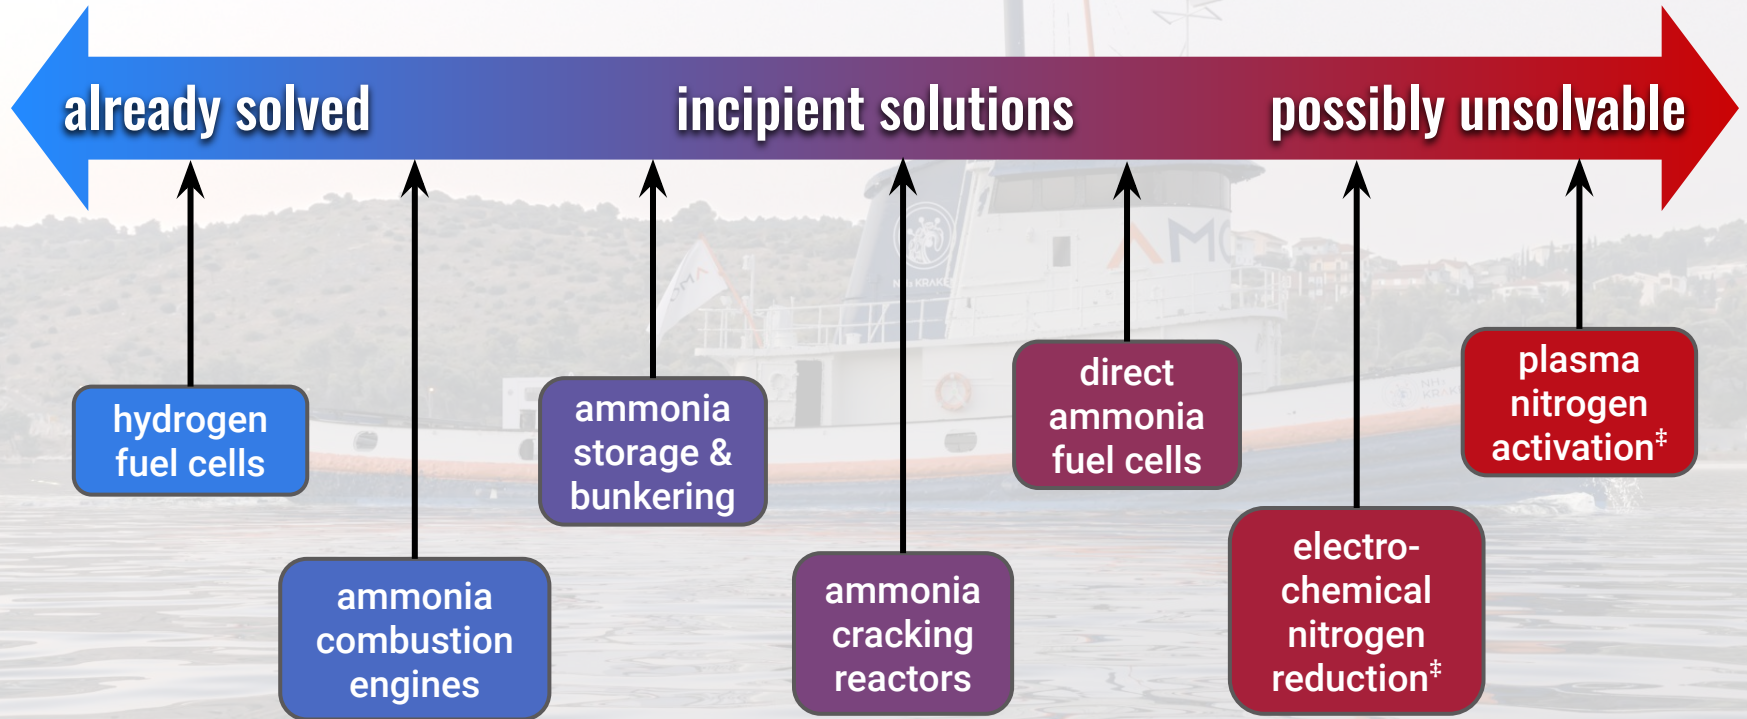 already solved
incipient solutions
possibly unsolvable
hydrogen
fuel cells
ammonia
combustion
engines
ammonia
storage &
bunkering
ammonia
cracking
reactors
direct
ammonia
fuel cells
electro-
chemical
nitrogen
reduction‡
plasma
nitrogen
activation‡